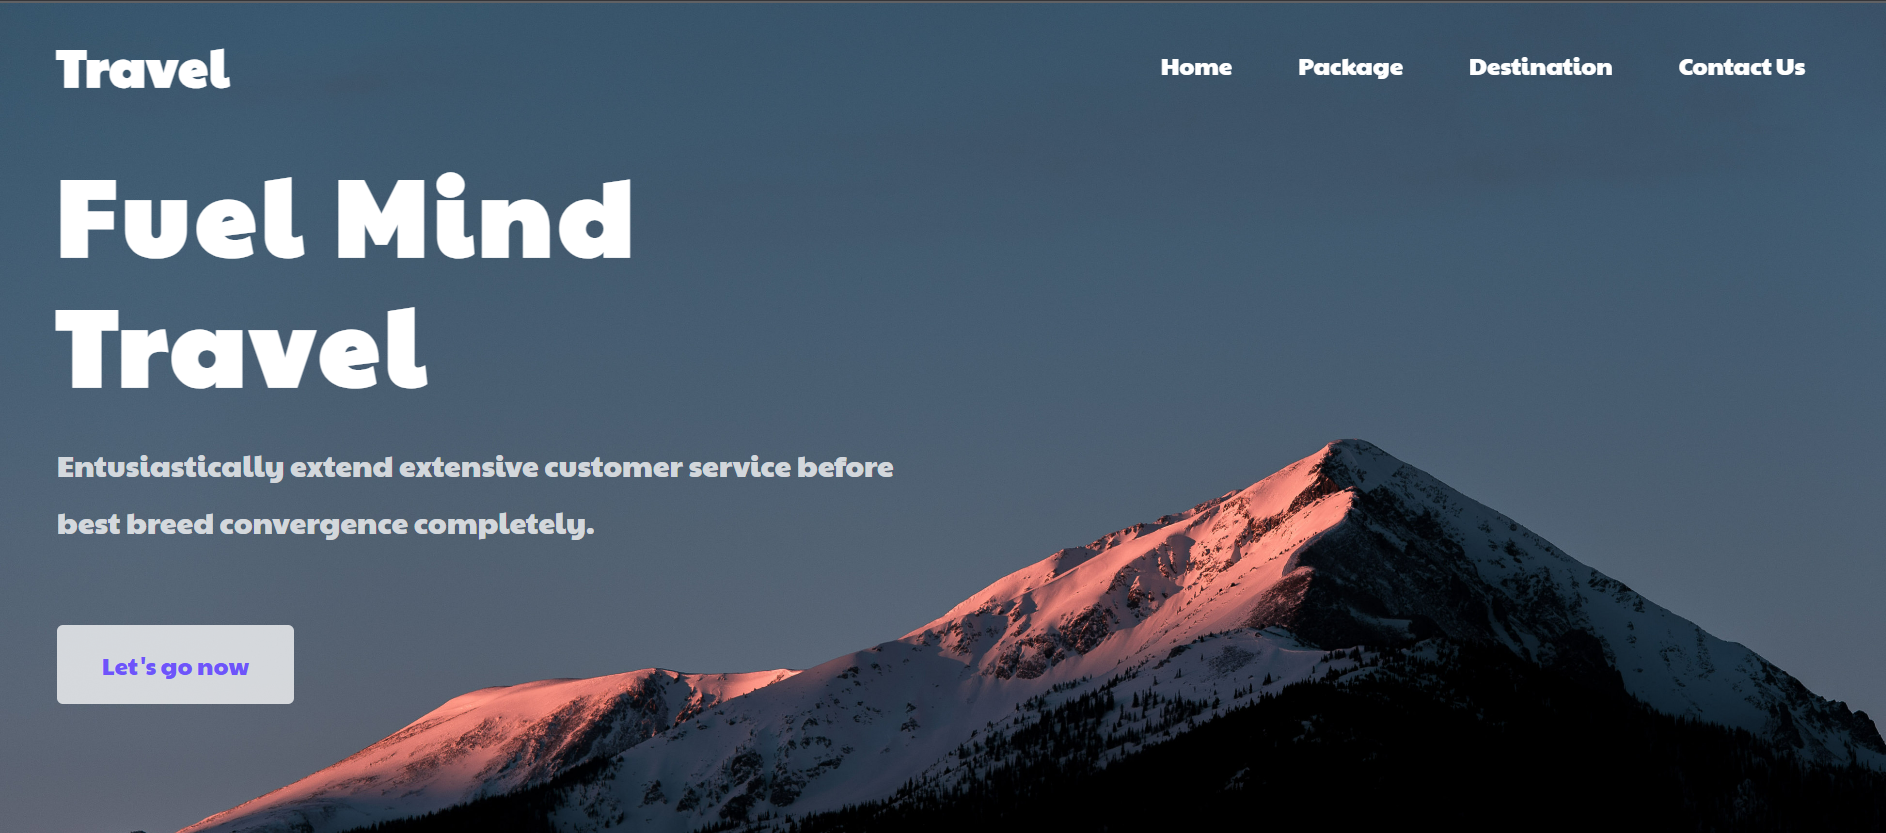 Travel
Home Package Destination Contact Us
Fuel Mind
Travel
Entusiastically extend extensive customer service before
best breed convergence completely.
Let's go now